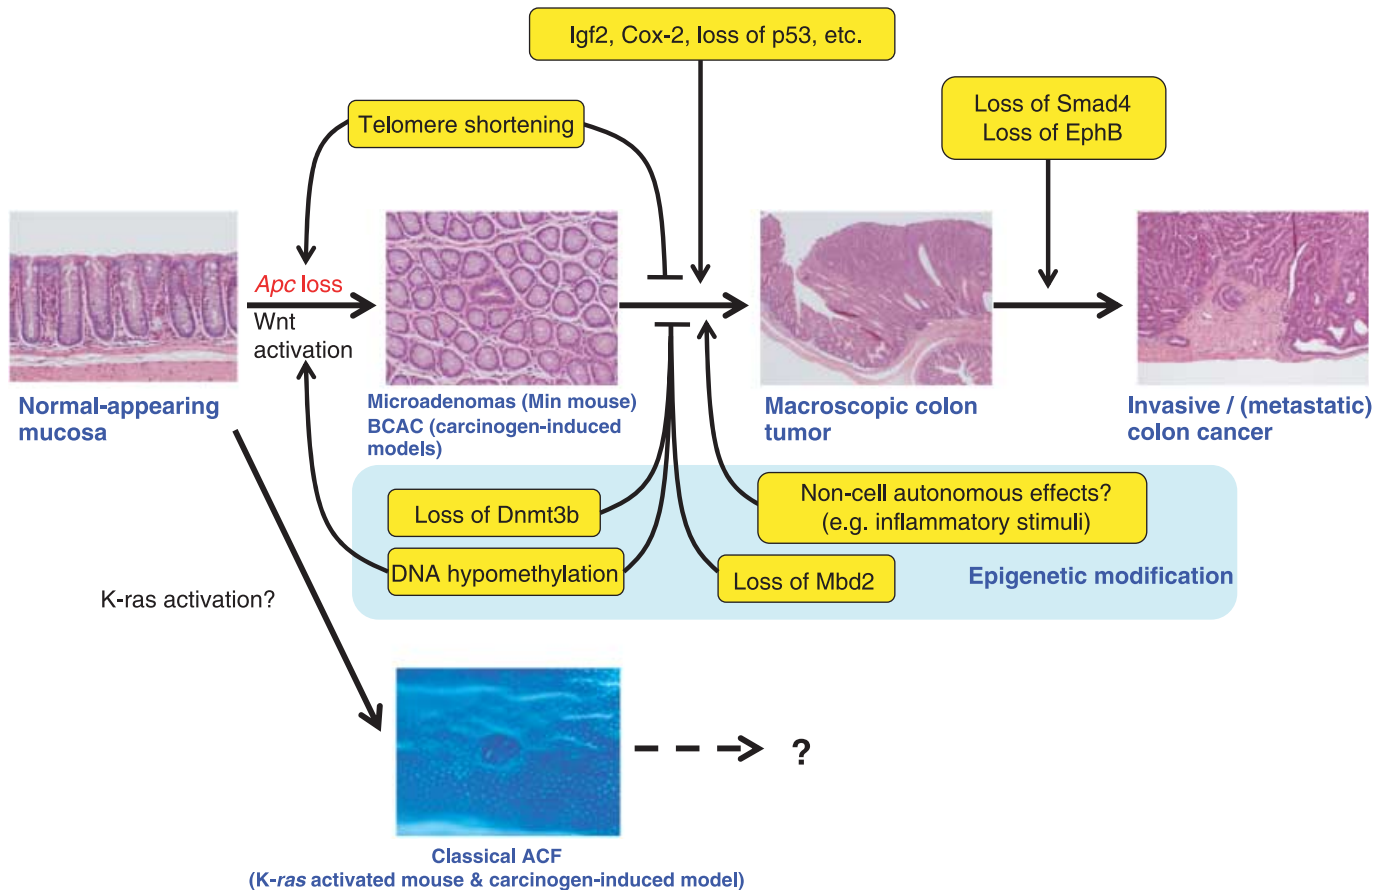 Igf2, Cox-2, loss of p53, etc.
Loss of Smad4
Loss of EphB
Telomere shortening
Apc loss
Wnt
activation
Normal-appearing
mucosa
Microadenomas (Min mouse)
BCAC (carcinogen-induced
models)
Macroscopic colon
tumor
Invasive / (metastatic)
colon cancer
Loss of Dnmt3b
Non-cell autonomous effects?
(e.g. inflammatory stimuli)
DNA hypomethylation
Loss of Mbd2
Epigenetic modification
K-ras activation?
?
Classical ACF
(K-ras activated mouse & carcinogen-induced model)